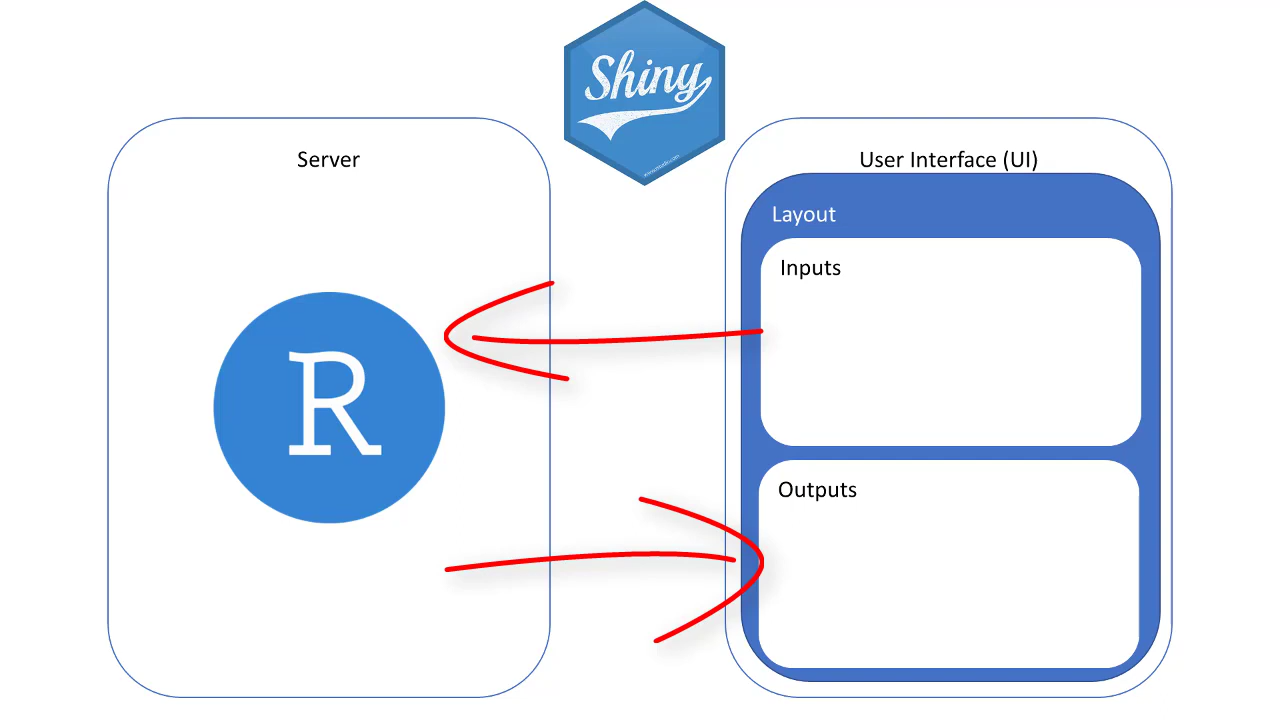 Shiny
Server
R
User Interface (UI)
Layout
Inputs
Outputs